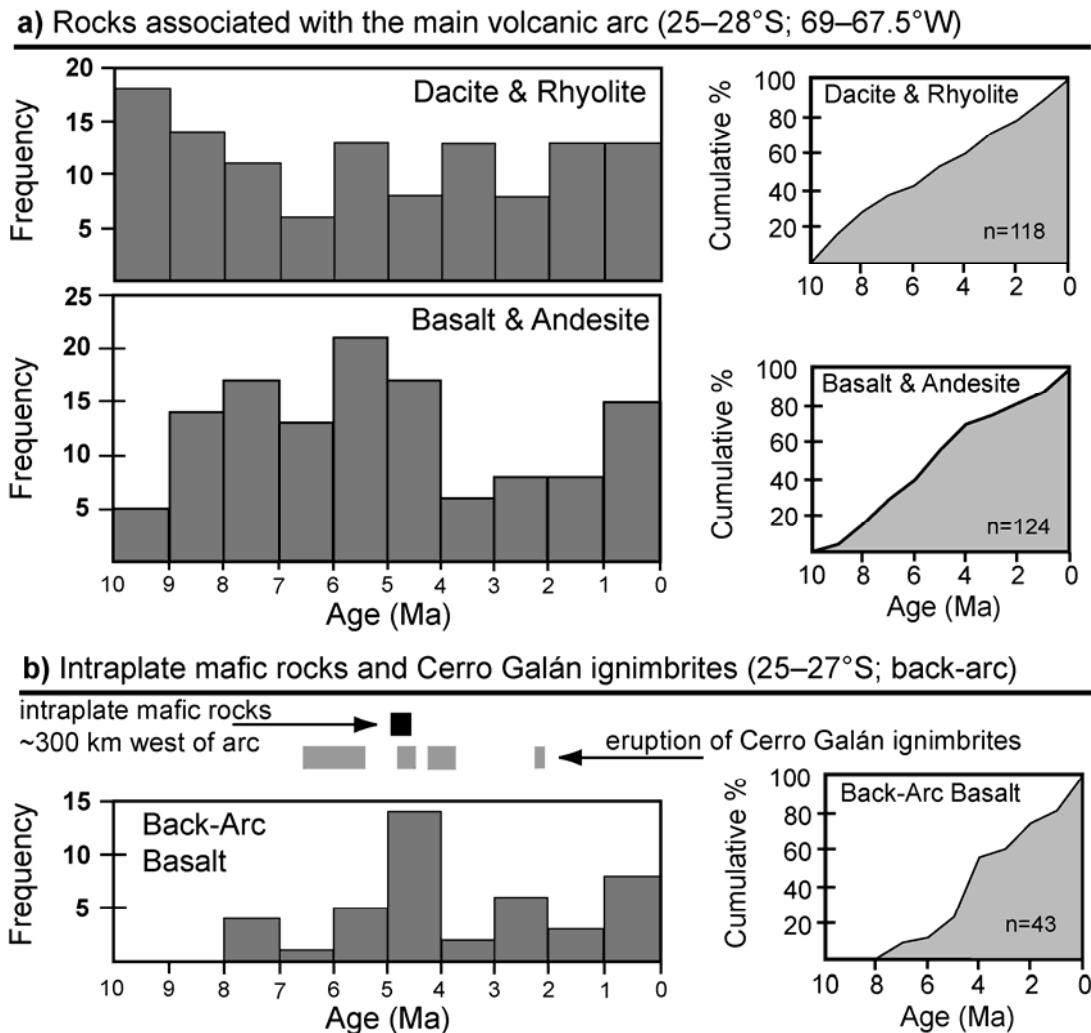 a) Rocks associated with the main volcanic arc (25–28°S; 69–67.5°W)
20
15
10
5
Frequency
Dacite & Rhyolite
100
80
60
40
20
Cumulative %
Dacite & Rhyolite
n=118
10 8 6 4 2 0
25
20
15
10
5
Frequency
Basalt & Andesite
10 9 8 7 6 5 4 3 2 1 0
Age (Ma)
100
80
60
40
20
Cumulative %
Basalt & Andesite
n=124
10 8 6 4 2 0
Age (Ma)
b) Intraplate mafic rocks and Cerro Galán ignimbrites (25–27°S; back-arc)
intraplate mafic rocks
~300 km west of arc
eruption of Cerro Galán ignimbrites
15
10
5
Frequency
Back-Arc
Basalt
10 9 8 7 6 5 4 3 2 1 0
Age (Ma)
100
80
60
40
20
Cumulative %
Back-Arc Basalt
n=43
10 8 6 4 2 0
Age (Ma)